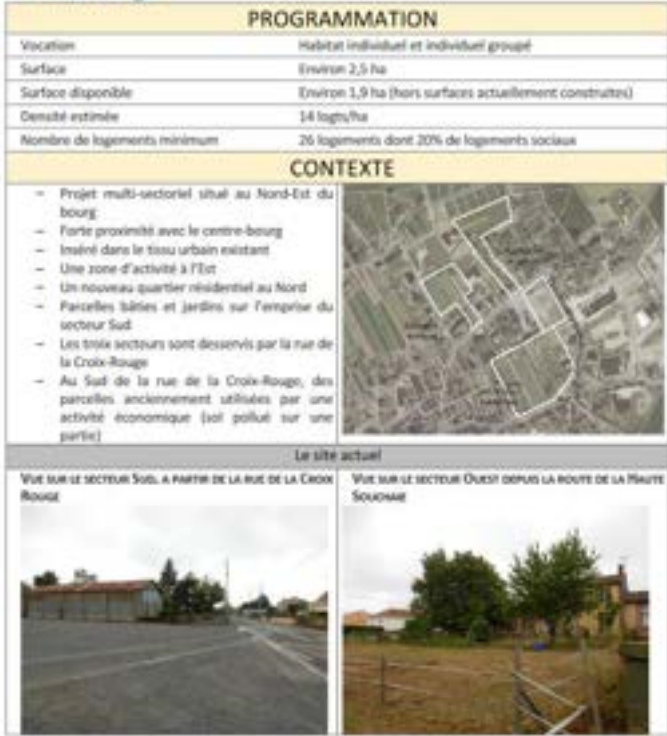 PROGRAMMATION
Vocation Habitat individuel et individuel groupé
Surface Environ 2,5 ha
Surface disponible Environ 1,9 ha (hors surfaces actuellement construites)
Densité estimée 14 logts/ha
Nombre de logements minimum 26 logements dont 20% de logements sociaux
CONTEXTE
– Projet multi-sectoriel situé au Nord-Est du
bourg
– Forte proximité avec le centre-bourg
– Inséré dans le tissu urbain existant
– Une zone d'activité à l'Est
– Un nouveau quartier résidentiel au Nord
– Parcelles bâties et jardins sur l'emprise du
secteur Sud
– Les trois secteurs sont desservis par la rue de
la Croix-Rouge
– Au Sud de la rue de la Croix-Rouge, des
parcelles anciennement utilisées par une
activité économique (sol pollué sur une
partie)
Le site actuel
VUE SUR LE SECTEUR SUD, A PARTIR DE LA RUE DE LA CROIX
ROUGE
VUE SUR LE SECTEUR OUEST DEPUIS LA ROUTE DE LA HAUTE
SOUCHAIE